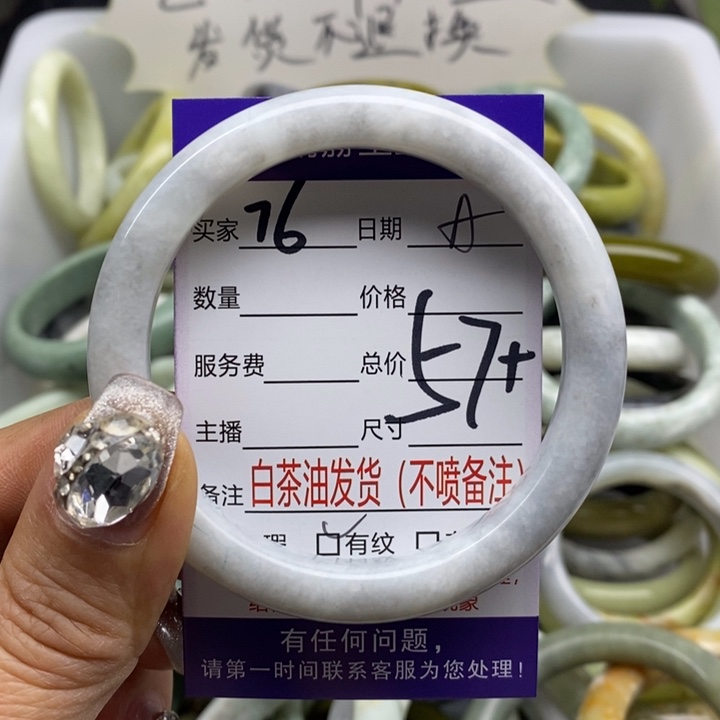 发货不退换
买家 76 日期 A
数量 价格
服务费 总价 57+
主播 尺寸
备注 白茶油发货（不喷备注）
□有纹 □
有任何问题，
请第一时间联系客服为您处理！